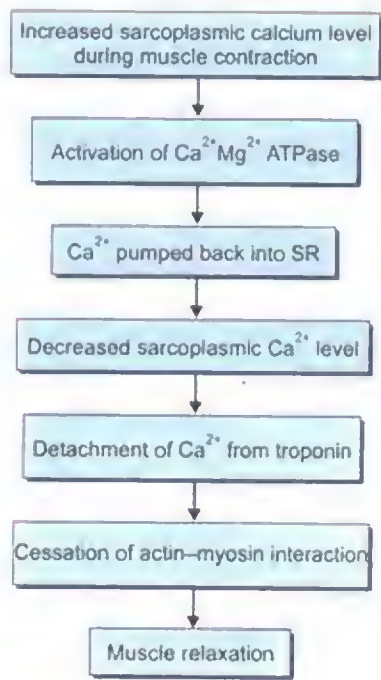 Increased sarcoplasmic calcium level
during muscle contraction
Activation of Ca²⁺Mg²⁺ ATPase
Ca²⁺ pumped back into SR
Decreased sarcoplasmic Ca²⁺ level
Detachment of Ca²⁺ from troponin
Cessation of actin–myosin interaction
Muscle relaxation